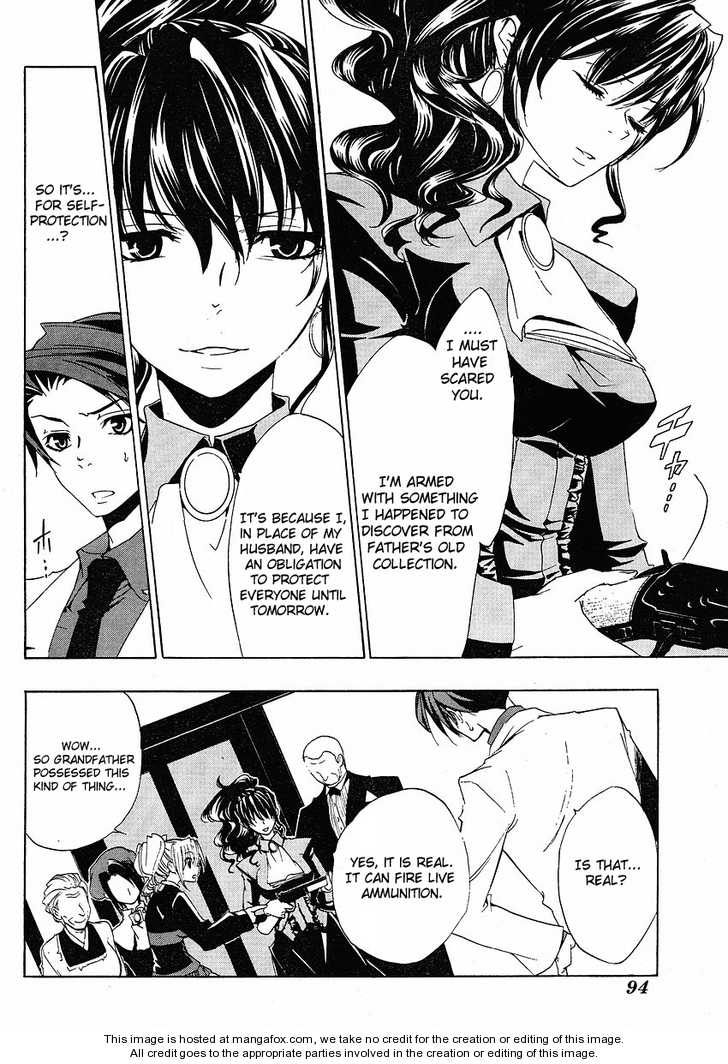 ....
I MUST
HAVE
SCARED
YOU.
I'M ARMED
WITH SOMETHING
I HAPPENED TO
DISCOVER FROM
FATHER'S OLD
COLLECTION.
チャ…
IT'S BECAUSE I,
IN PLACE OF MY
HUSBAND, HAVE
AN OBLIGATION
TO PROTECT
EVERYONE UNTIL
TOMORROW.
SO IT'S...
FOR SELF-
PROTECTION
...?
IS THAT...
REAL?
YES, IT IS REAL.
IT CAN FIRE LIVE
AMMUNITION.
WOW...
SO GRANDFATHER
POSSESSED THIS
KIND OF THING...
94
This image is hosted at mangafox.com, we take no credit for the creation or editing of this image.
All credit goes to the appropriate parties involved in the creation or editing of this image.